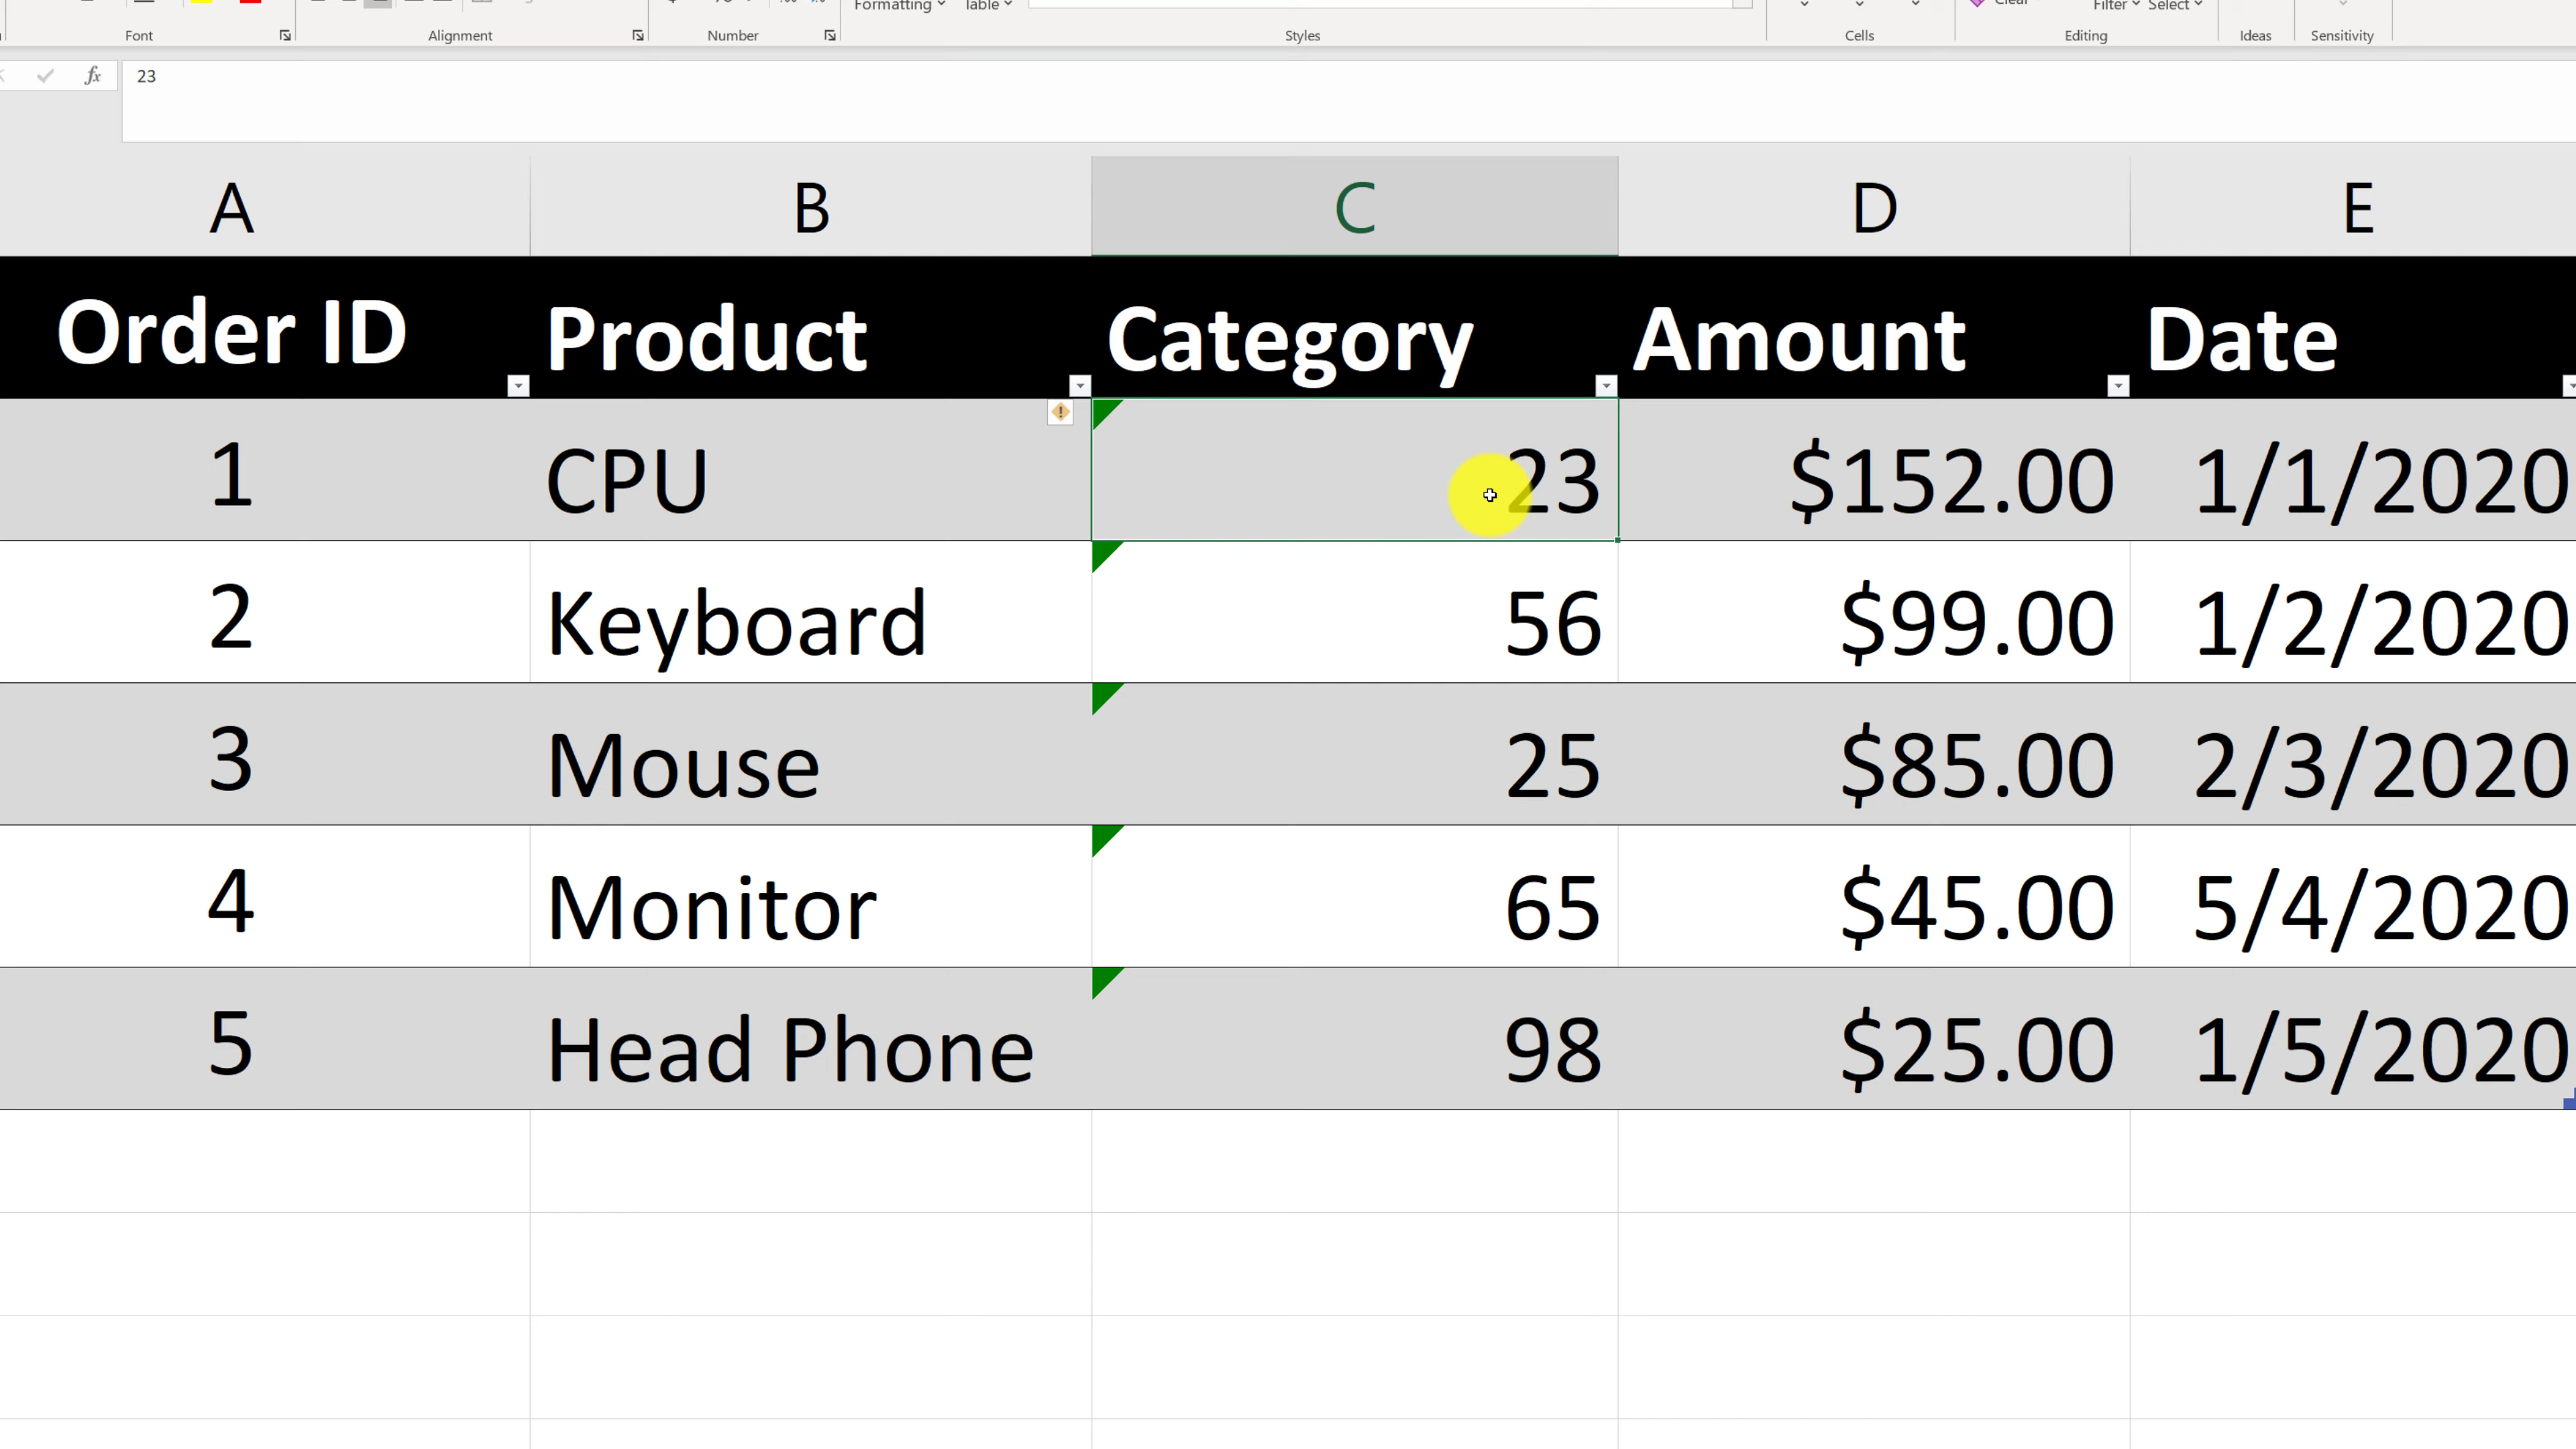 Formatting Table Clear Filter Select
Font Alignment Number Styles Cells Editing Ideas Sensitivity
fx 23
A B C D E
Order ID Product Category Amount Date
1 CPU 23 $152.00 1/1/2020
2 Keyboard 56 $99.00 1/2/2020
3 Mouse 25 $85.00 2/3/2020
4 Monitor 65 $45.00 5/4/2020
5 Head Phone 98 $25.00 1/5/2020